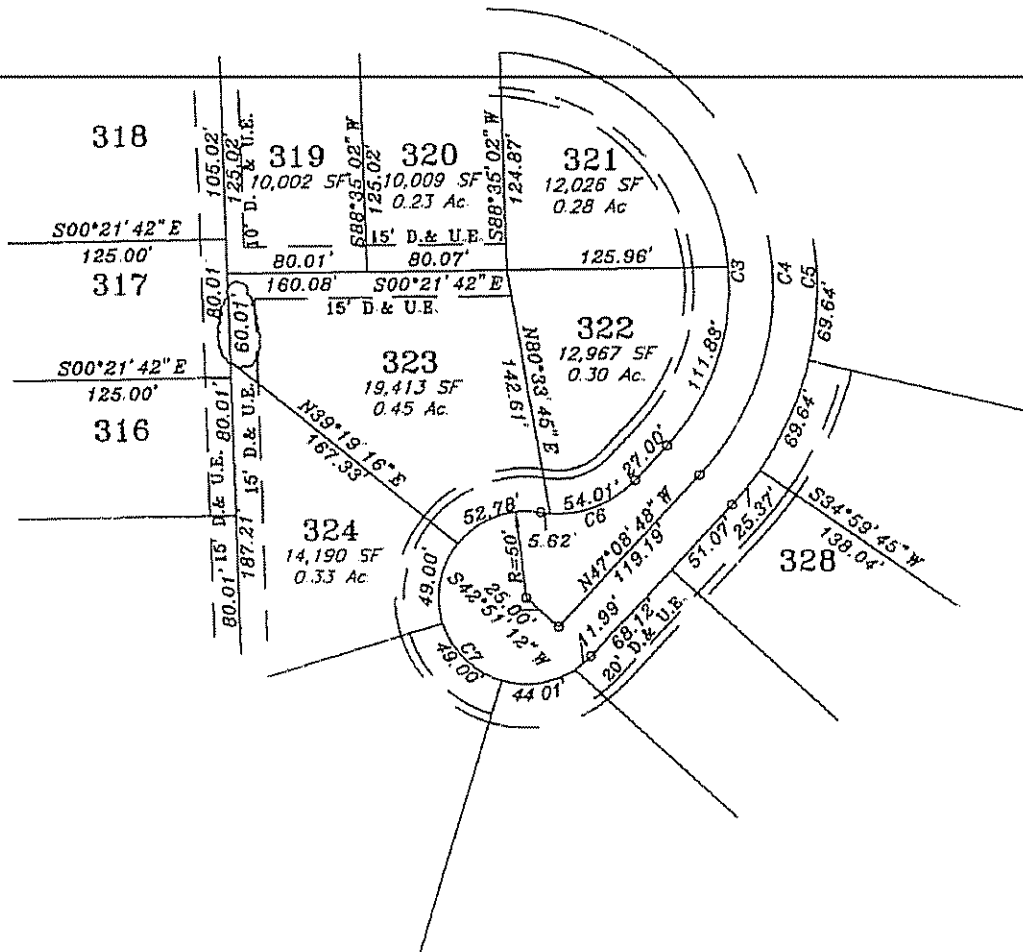 318
105.02'
125.02'
10' D. & U.E.
319
10,002 SF
S88°35'02" W
125.02'
320
10,009 SF
0.23 Ac.
S88°35'02" W
124.87'
321
12,026 SF
0.28 Ac
S00°21'42" E
125.00'
15' D.& U.E.
80.01'
80.07'
125.96'
C3
C4
C5
69.64'
317
80.01
60.01'
160.08'
S00°21'42" E
15' D.& U.E.
322
12,967 SF
0.30 Ac.
111.83'
323
19,413 SF
0.45 Ac.
N80°33'45" E
142.61'
S00°21'42" E
125.00'
316
15' D.& U.E.
80.01'
15' D.& U.E.
187.21'
80.01'
N39°19'16" E
167.33'
27.00'
69.64'
52.78'
54.01'
C6
5.62'
R=50'
N47°08'48" W
119.19'
51.07'
25.37'
S34°59'45" W
138.04'
328
324
14,190 SF
0.33 Ac
49.00'
25.00'
S42°51'12" W
11.99'
68.12'
20' D.& U.E.
C7
49.00'
44.01'